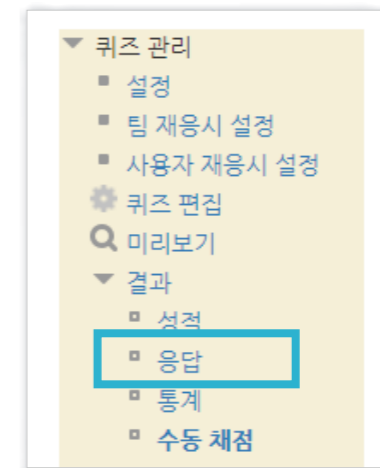 퀴즈 관리
설정
팀 재응시 설정
사용자 재응시 설정
퀴즈 편집
미리보기
결과
성적
응답
통계
수동 채점